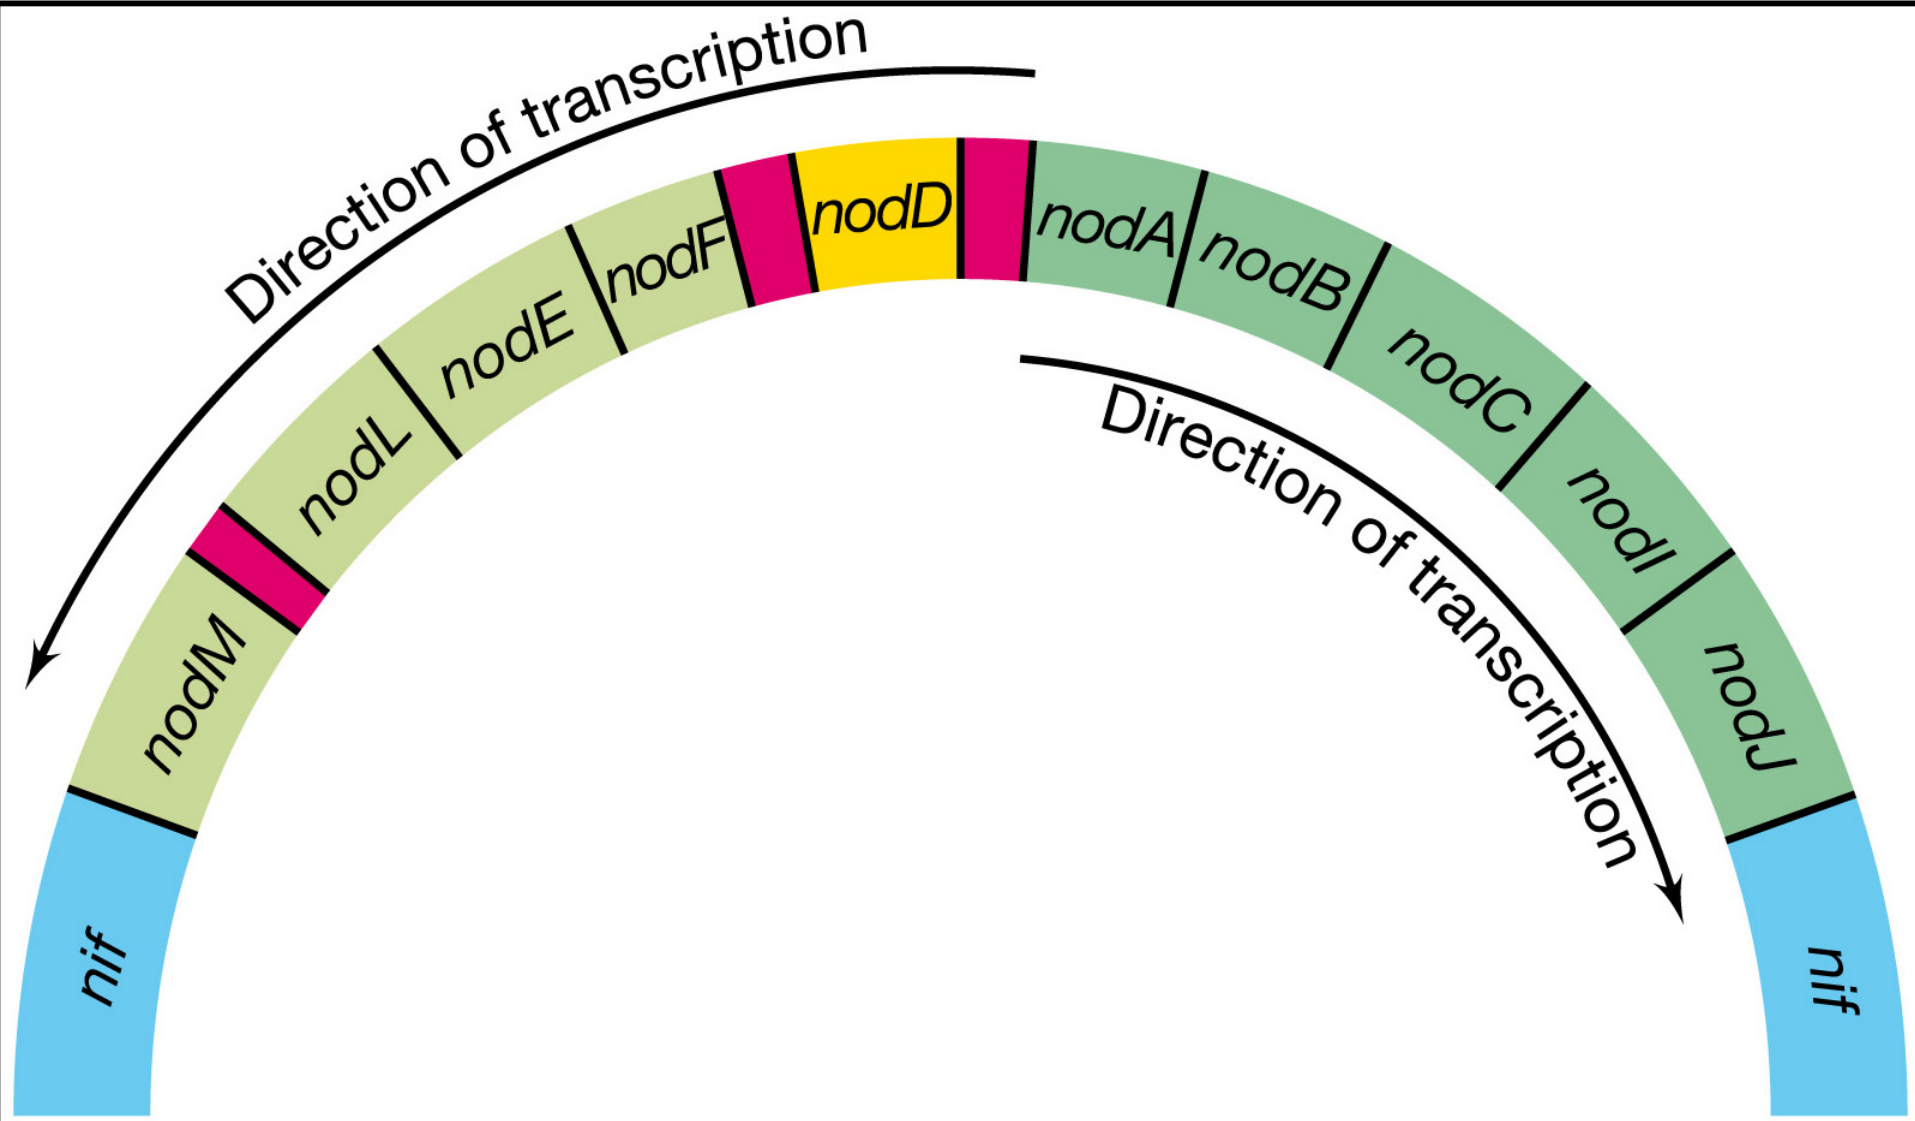 Direction of transcription
nif
nodM
nodL
nodE
nodF
nodD
nodA
nodB
nodC
nodI
nodJ
nif
Direction of transcription